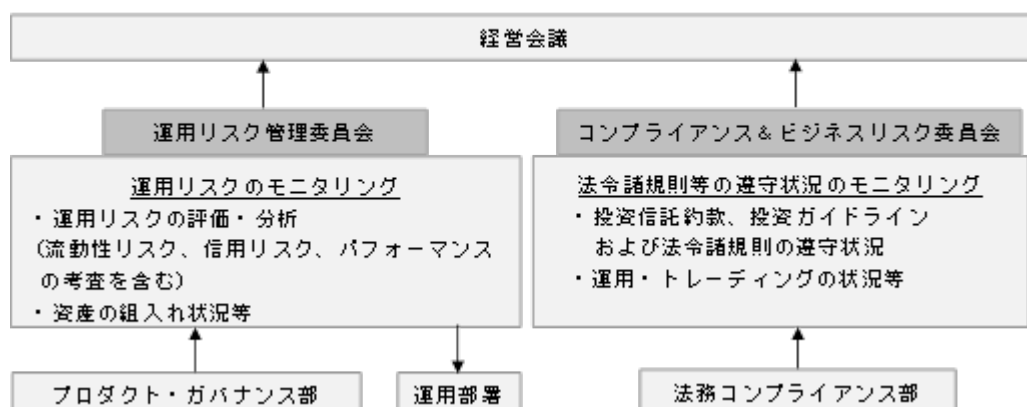 経営会議
運用リスク管理委員会
運用リスクのモニタリング
・運用リスクの評価・分析
(流動性リスク、信用リスク、パフォーマンス
の考査を含む)
・資産の組入れ状況等
コンプライアンス&ビジネスリスク委員会
法令諸規則等の遵守状況のモニタリング
・投資信託約款、投資ガイドライン
および法令諸規則の遵守状況
・運用・トレーディングの状況等
プロダクト・ガバナンス部
運用部署
法務コンプライアンス部